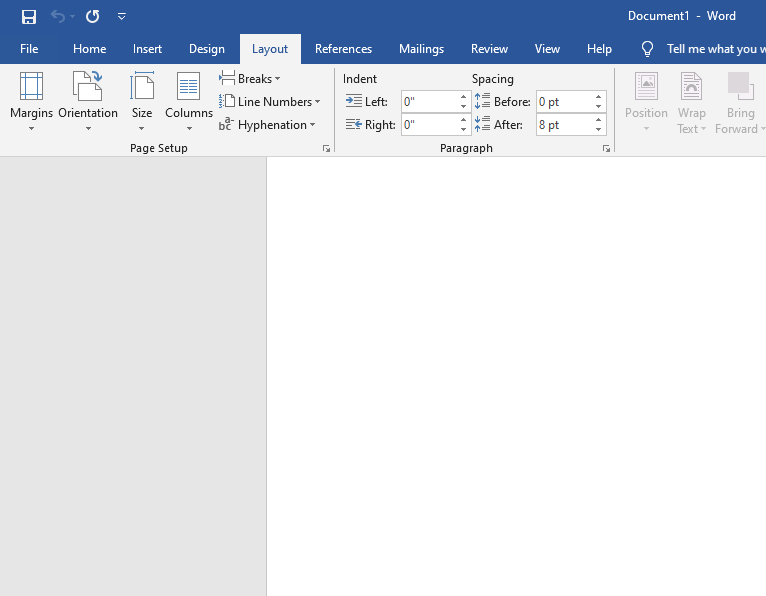 Document1 - Word
File Home Insert Design Layout References Mailings Review View Help Tell me what you w
Margins Orientation Size Columns
Breaks
Line Numbers
Hyphenation
Page Setup
Indent Spacing
Left: 0" Before: 0 pt
Right: 0" After: 8 pt
Paragraph
Position Wrap Text Bring Forward